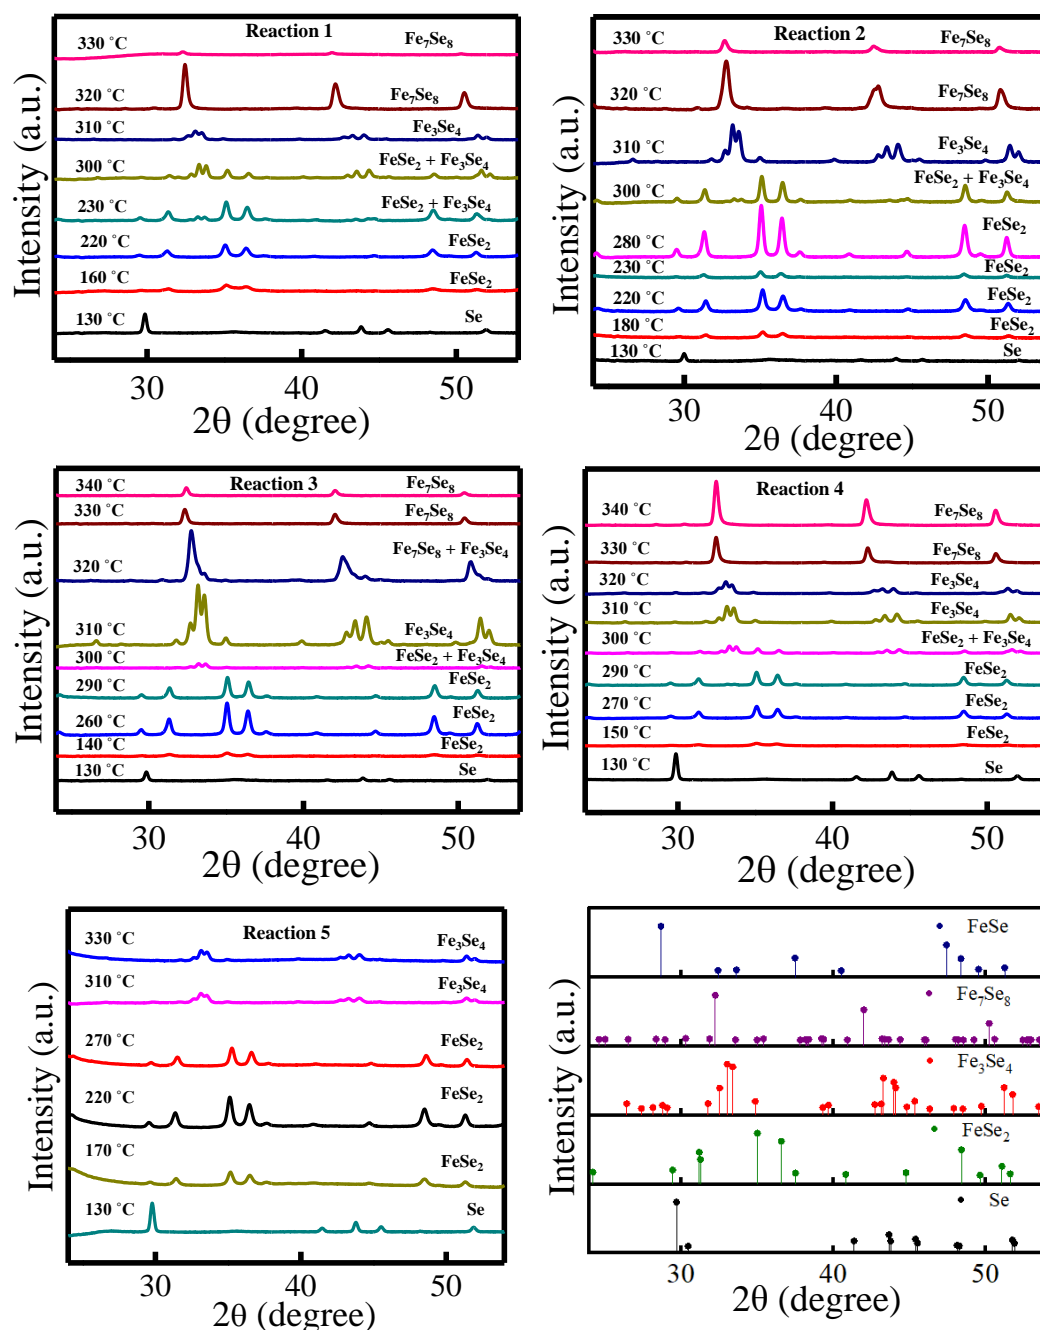 Reaction 1
330 °C
Fe7Se8
320 °C
Fe7Se8
310 °C
Fe3Se4
300 °C
FeSe2 + Fe3Se4
230 °C
FeSe2 + Fe3Se4
220 °C
FeSe2
160 °C
FeSe2
130 °C
Se
Intensity (a.u.)
30 40 50
2θ (degree)
Reaction 2
330 °C
Fe7Se8
320 °C
Fe7Se8
310 °C
Fe3Se4
300 °C
FeSe2 + Fe3Se4
280 °C
FeSe2
230 °C
FeSe2
220 °C
FeSe2
180 °C
FeSe2
130 °C
Se
Intensity (a.u.)
30 40 50
2θ (degree)
Reaction 3
340 °C
Fe7Se8
330 °C
Fe7Se8
320 °C
Fe7Se8 + Fe3Se4
310 °C
Fe3Se4
300 °C
FeSe2 + Fe3Se4
290 °C
FeSe2
260 °C
FeSe2
140 °C
FeSe2
130 °C
Se
Intensity (a.u.)
30 40 50
2θ (degree)
Reaction 4
340 °C
Fe7Se8
330 °C
Fe7Se8
320 °C
Fe3Se4
310 °C
Fe3Se4
300 °C
FeSe2 + Fe3Se4
290 °C
FeSe2
270 °C
FeSe2
150 °C
FeSe2
130 °C
Se
Intensity (a.u.)
30 40 50
2θ (degree)
Reaction 5
330 °C
Fe3Se4
310 °C
Fe3Se4
270 °C
FeSe2
220 °C
FeSe2
170 °C
FeSe2
130 °C
Se
Intensity (a.u.)
30 40 50
2θ (degree)
FeSe
Fe7Se8
Fe3Se4
FeSe2
Se
Intensity (a.u.)
30 40 50
2θ (degree)